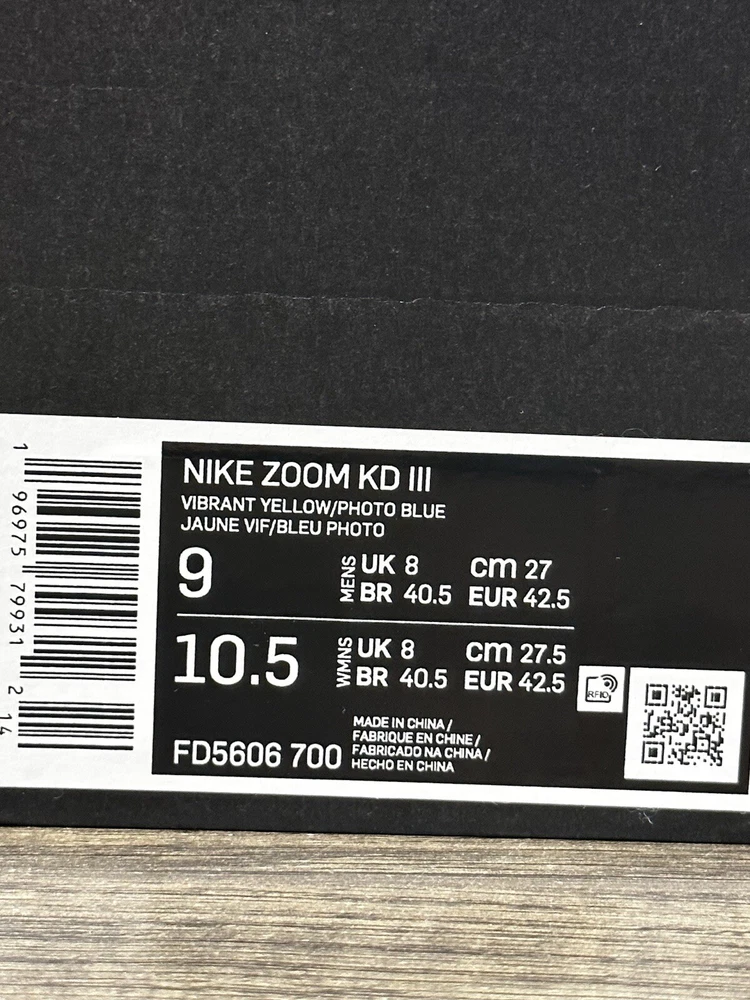 1 96975 79931 2 14
NIKE ZOOM KD III
VIBRANT YELLOW/PHOTO BLUE
JAUNE VIF/BLEU PHOTO
9 MENS UK 8 cm 27
BR 40.5 EUR 42.5
10.5 WMNS UK 8 cm 27.5
BR 40.5 EUR 42.5
RFID
FD5606 700
MADE IN CHINA /
FABRIQUE EN CHINE /
FABRICADO NA CHINA /
HECHO EN CHINA